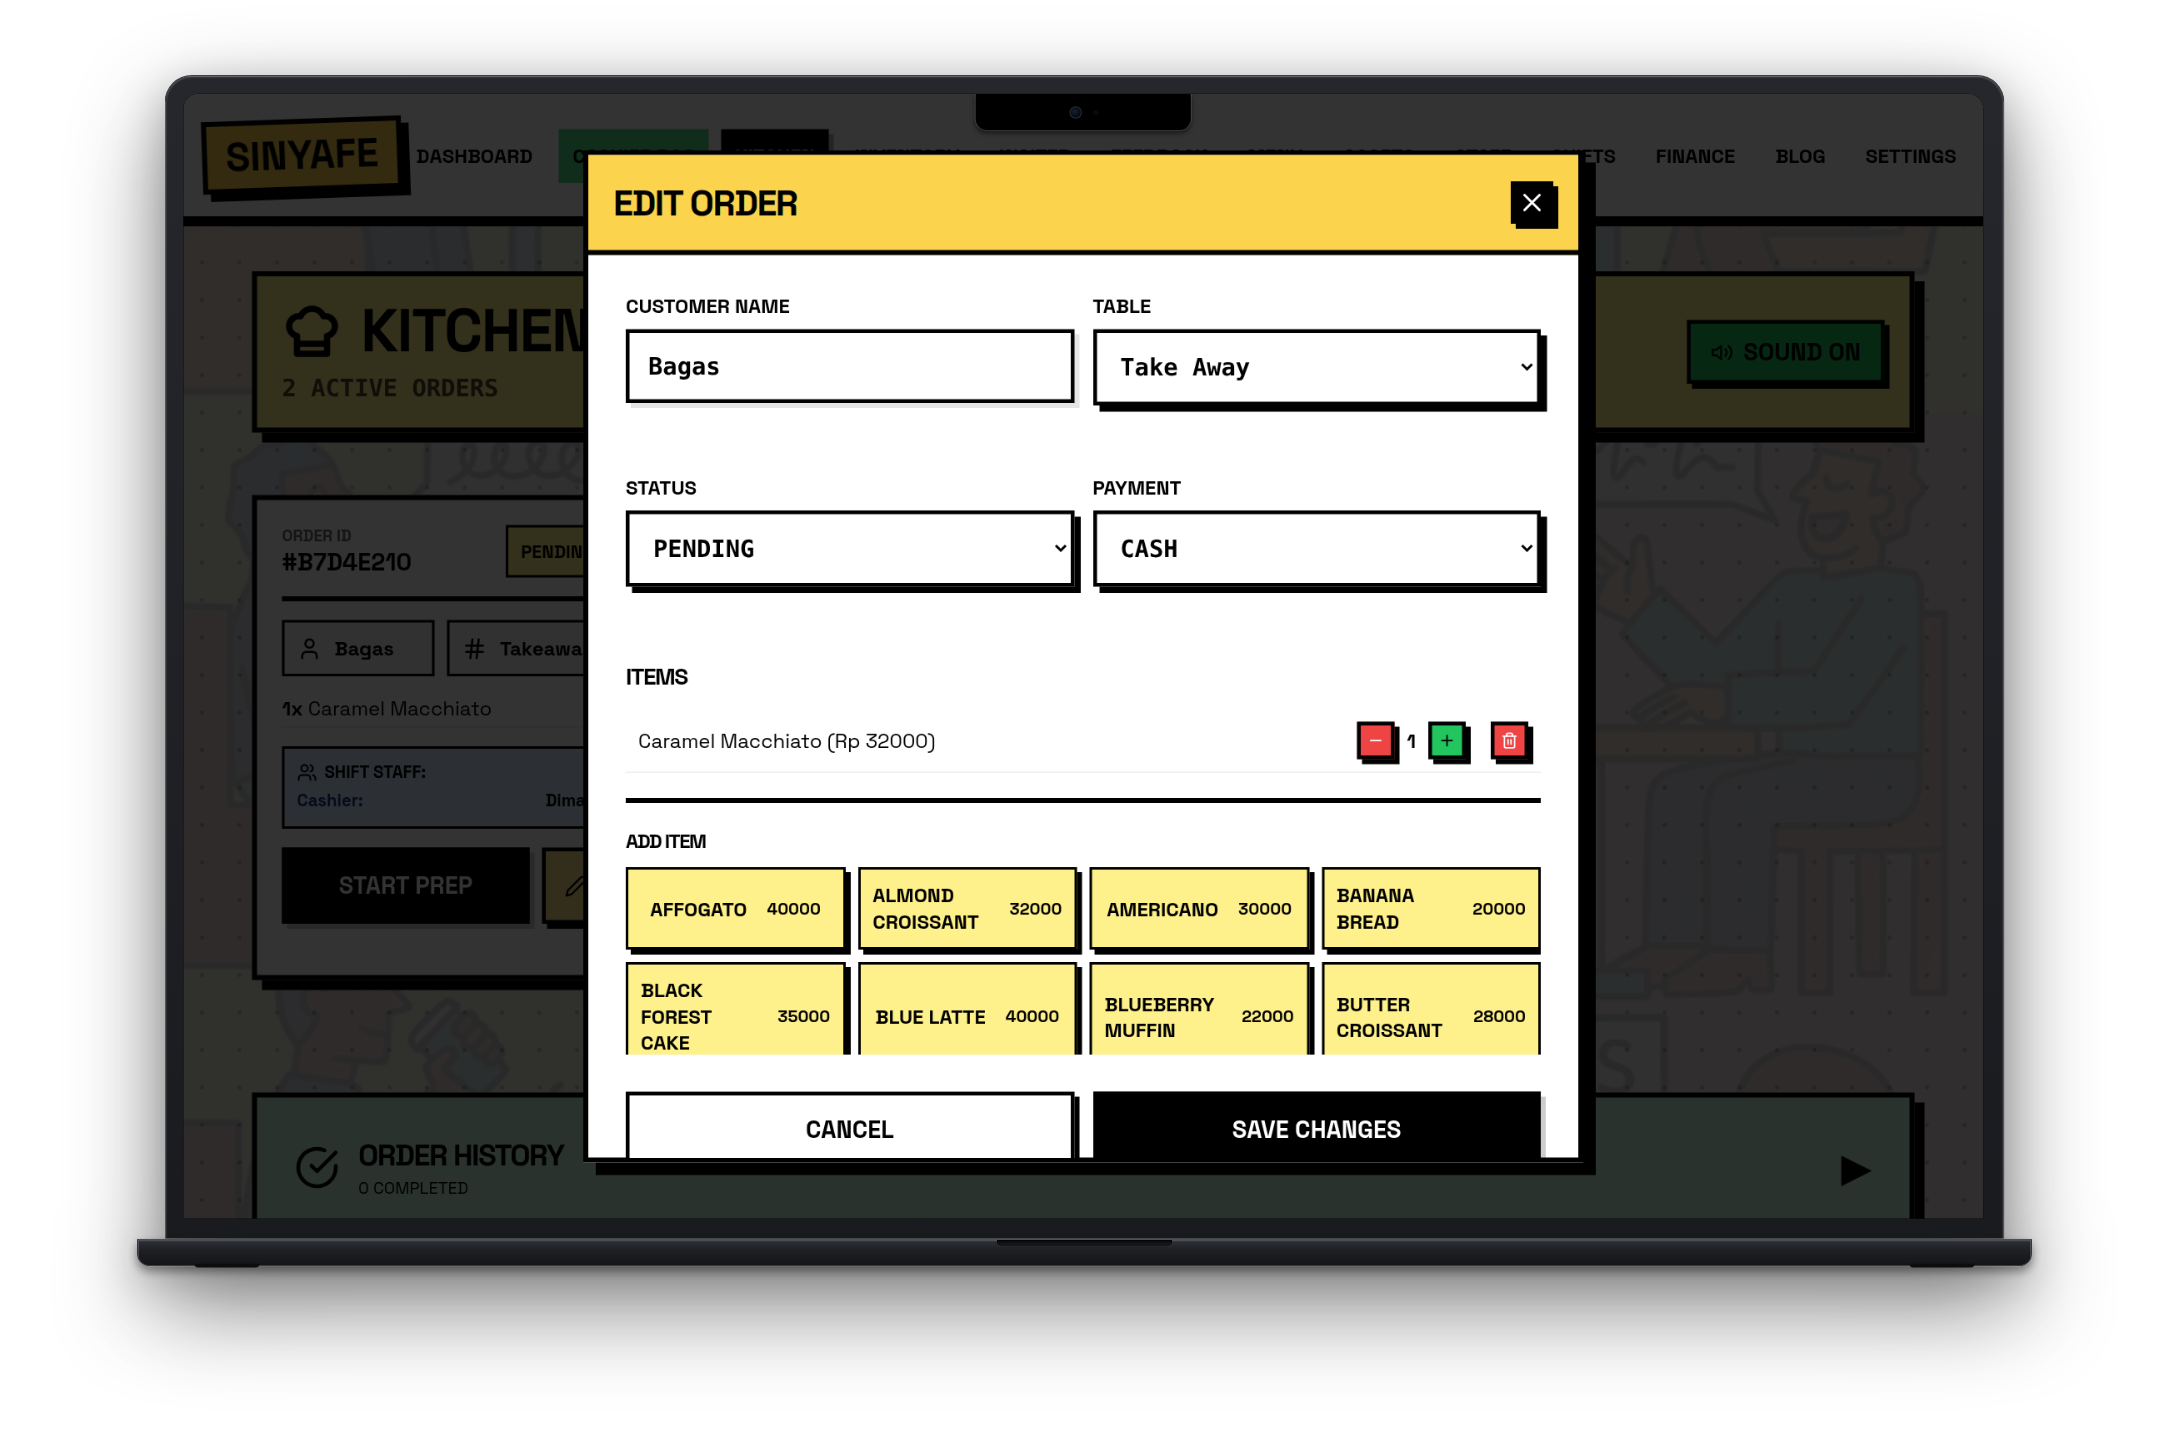 SINYAFE
DASHBOARD
FINANCE
BLOG
SETTINGS
EDIT ORDER
KITCHEN
2 ACTIVE ORDERS
SOUND ON
CUSTOMER NAME
TABLE
Bagas
Take Away
STATUS
PAYMENT
PENDING
CASH
ORDER ID
#B7D4E210
Bagas
1x Caramel Macchiato
SHIFT STAFF:
Cashier:
START PREP
ITEMS
Caramel Macchiato (Rp 32000)
1
ADD ITEM
AFFOGATO 40000
ALMOND
CROISSANT
32000
AMERICANO 30000
BANANA
BREAD
20000
BLACK
FOREST
CAKE
35000
BLUE LATTE 40000
BLUEBERRY
MUFFIN
22000
BUTTER
CROISSANT
28000
CANCEL
SAVE CHANGES
ORDER HISTORY
0 COMPLETED